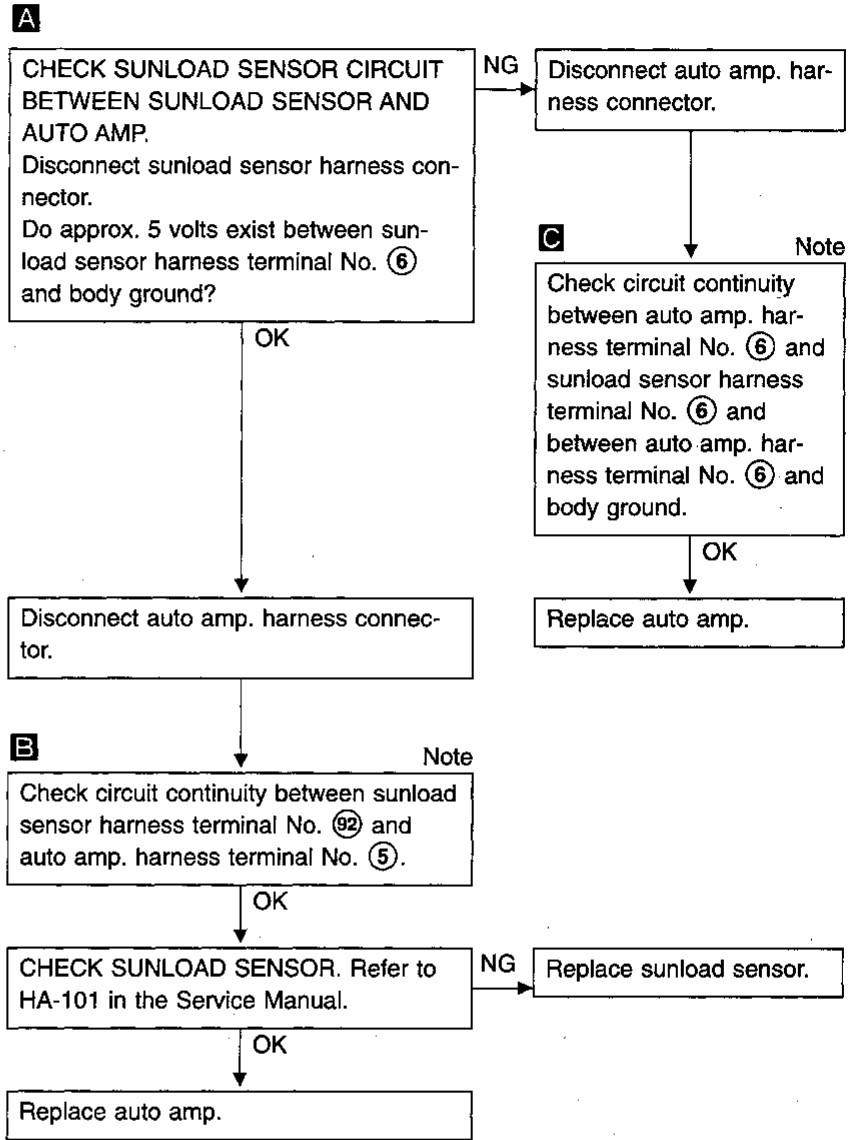 A
CHECK SUNLOAD SENSOR CIRCUIT
BETWEEN SUNLOAD SENSOR AND
AUTO AMP.
Disconnect sunload sensor harness con-
nector.
Do approx. 5 volts exist between sun-
load sensor harness terminal No. ⑥
and body ground?
NG
Disconnect auto amp. har-
ness connector.
OK
C
Note
Check circuit continuity
between auto amp. har-
ness terminal No. ⑥ and
sunload sensor harness
terminal No. ⑥ and
between auto amp. har-
ness terminal No. ⑥ and
body ground.
OK
Replace auto amp.
Disconnect auto amp. harness connec-
tor.
B
Note
Check circuit continuity between sunload
sensor harness terminal No. 92 and
auto amp. harness terminal No. ⑤.
OK
CHECK SUNLOAD SENSOR. Refer to
HA-101 in the Service Manual.
NG
Replace sunload sensor.
OK
Replace auto amp.